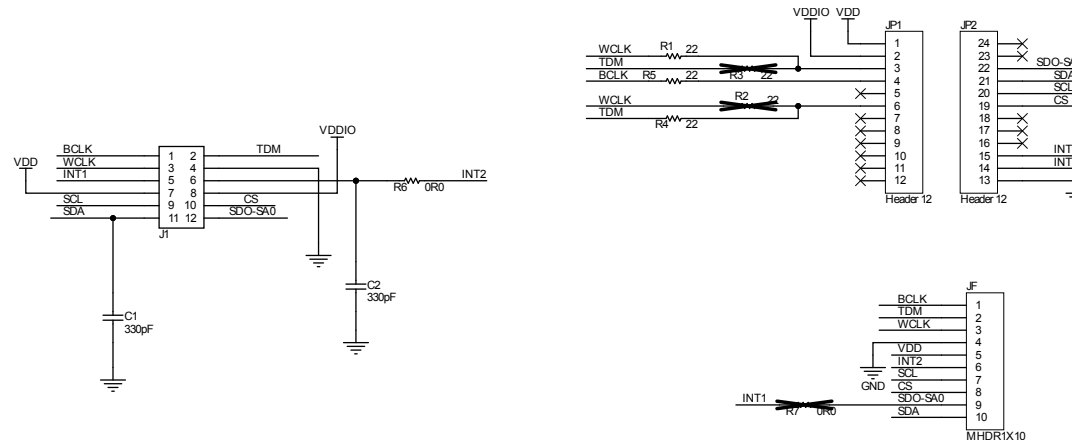 VDDIO VDD
JP1 JP2
WCLK R1 22 1 24
2 23
TDM R3 22 3 22 SDO-SA
BCLK R5 22 4 21 SDA
5 20 SCL
WCLK R2 22 6 19 CS
TDM R4 22 7 18
8 17
9 16
10 15 INT
11 14 INT
12 13
Header 12 Header 12
VDDIO
BCLK 1 2 TDM
VDD WCLK 3 4
INT1 5 6 R6 0R0 INT2
7 8
SCL 9 10 CS
SDA 11 12 SDO-SA0
J1
C2
330pF
C1
330pF
JF
BCLK 1
TDM 2
WCLK 3
4
VDD 5
INT2 6
GND SCL 7
CS 8
INT1 R7 0R0 SDO-SA0 9
SDA 10
MHDR1X10